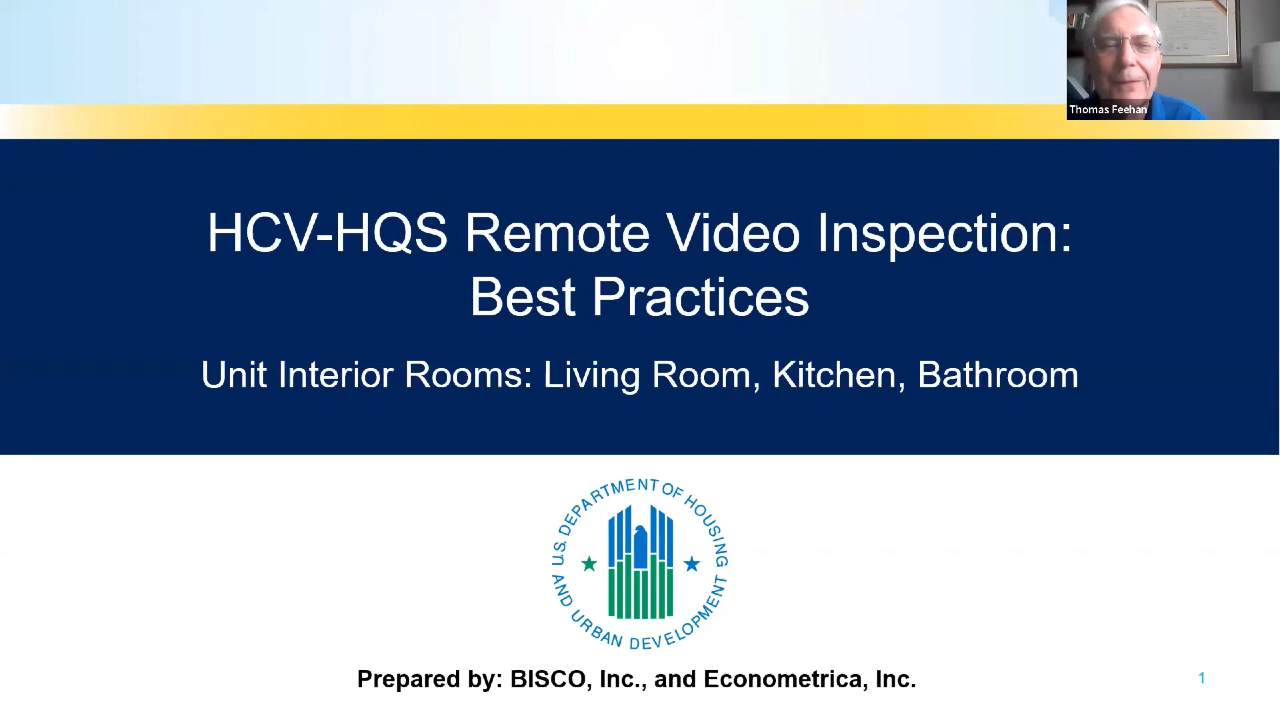 Thomas Feehan
HCV-HQS Remote Video Inspection:
Best Practices
Unit Interior Rooms: Living Room, Kitchen, Bathroom
U.S. DEPARTMENT OF HOUSING
AND URBAN DEVELOPMENT
Prepared by: BISCO, Inc., and Econometrica, Inc.
1